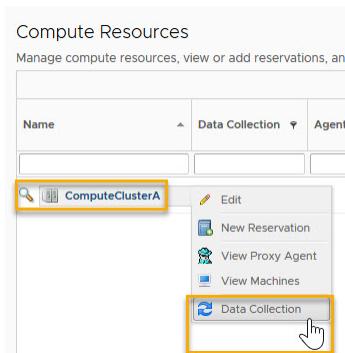 Compute Resources
Manage compute resources, view or add reservations, an
Name Data Collection Agent
ComputeClusterA
Edit
New Reservation
View Proxy Agent
View Machines
Data Collection